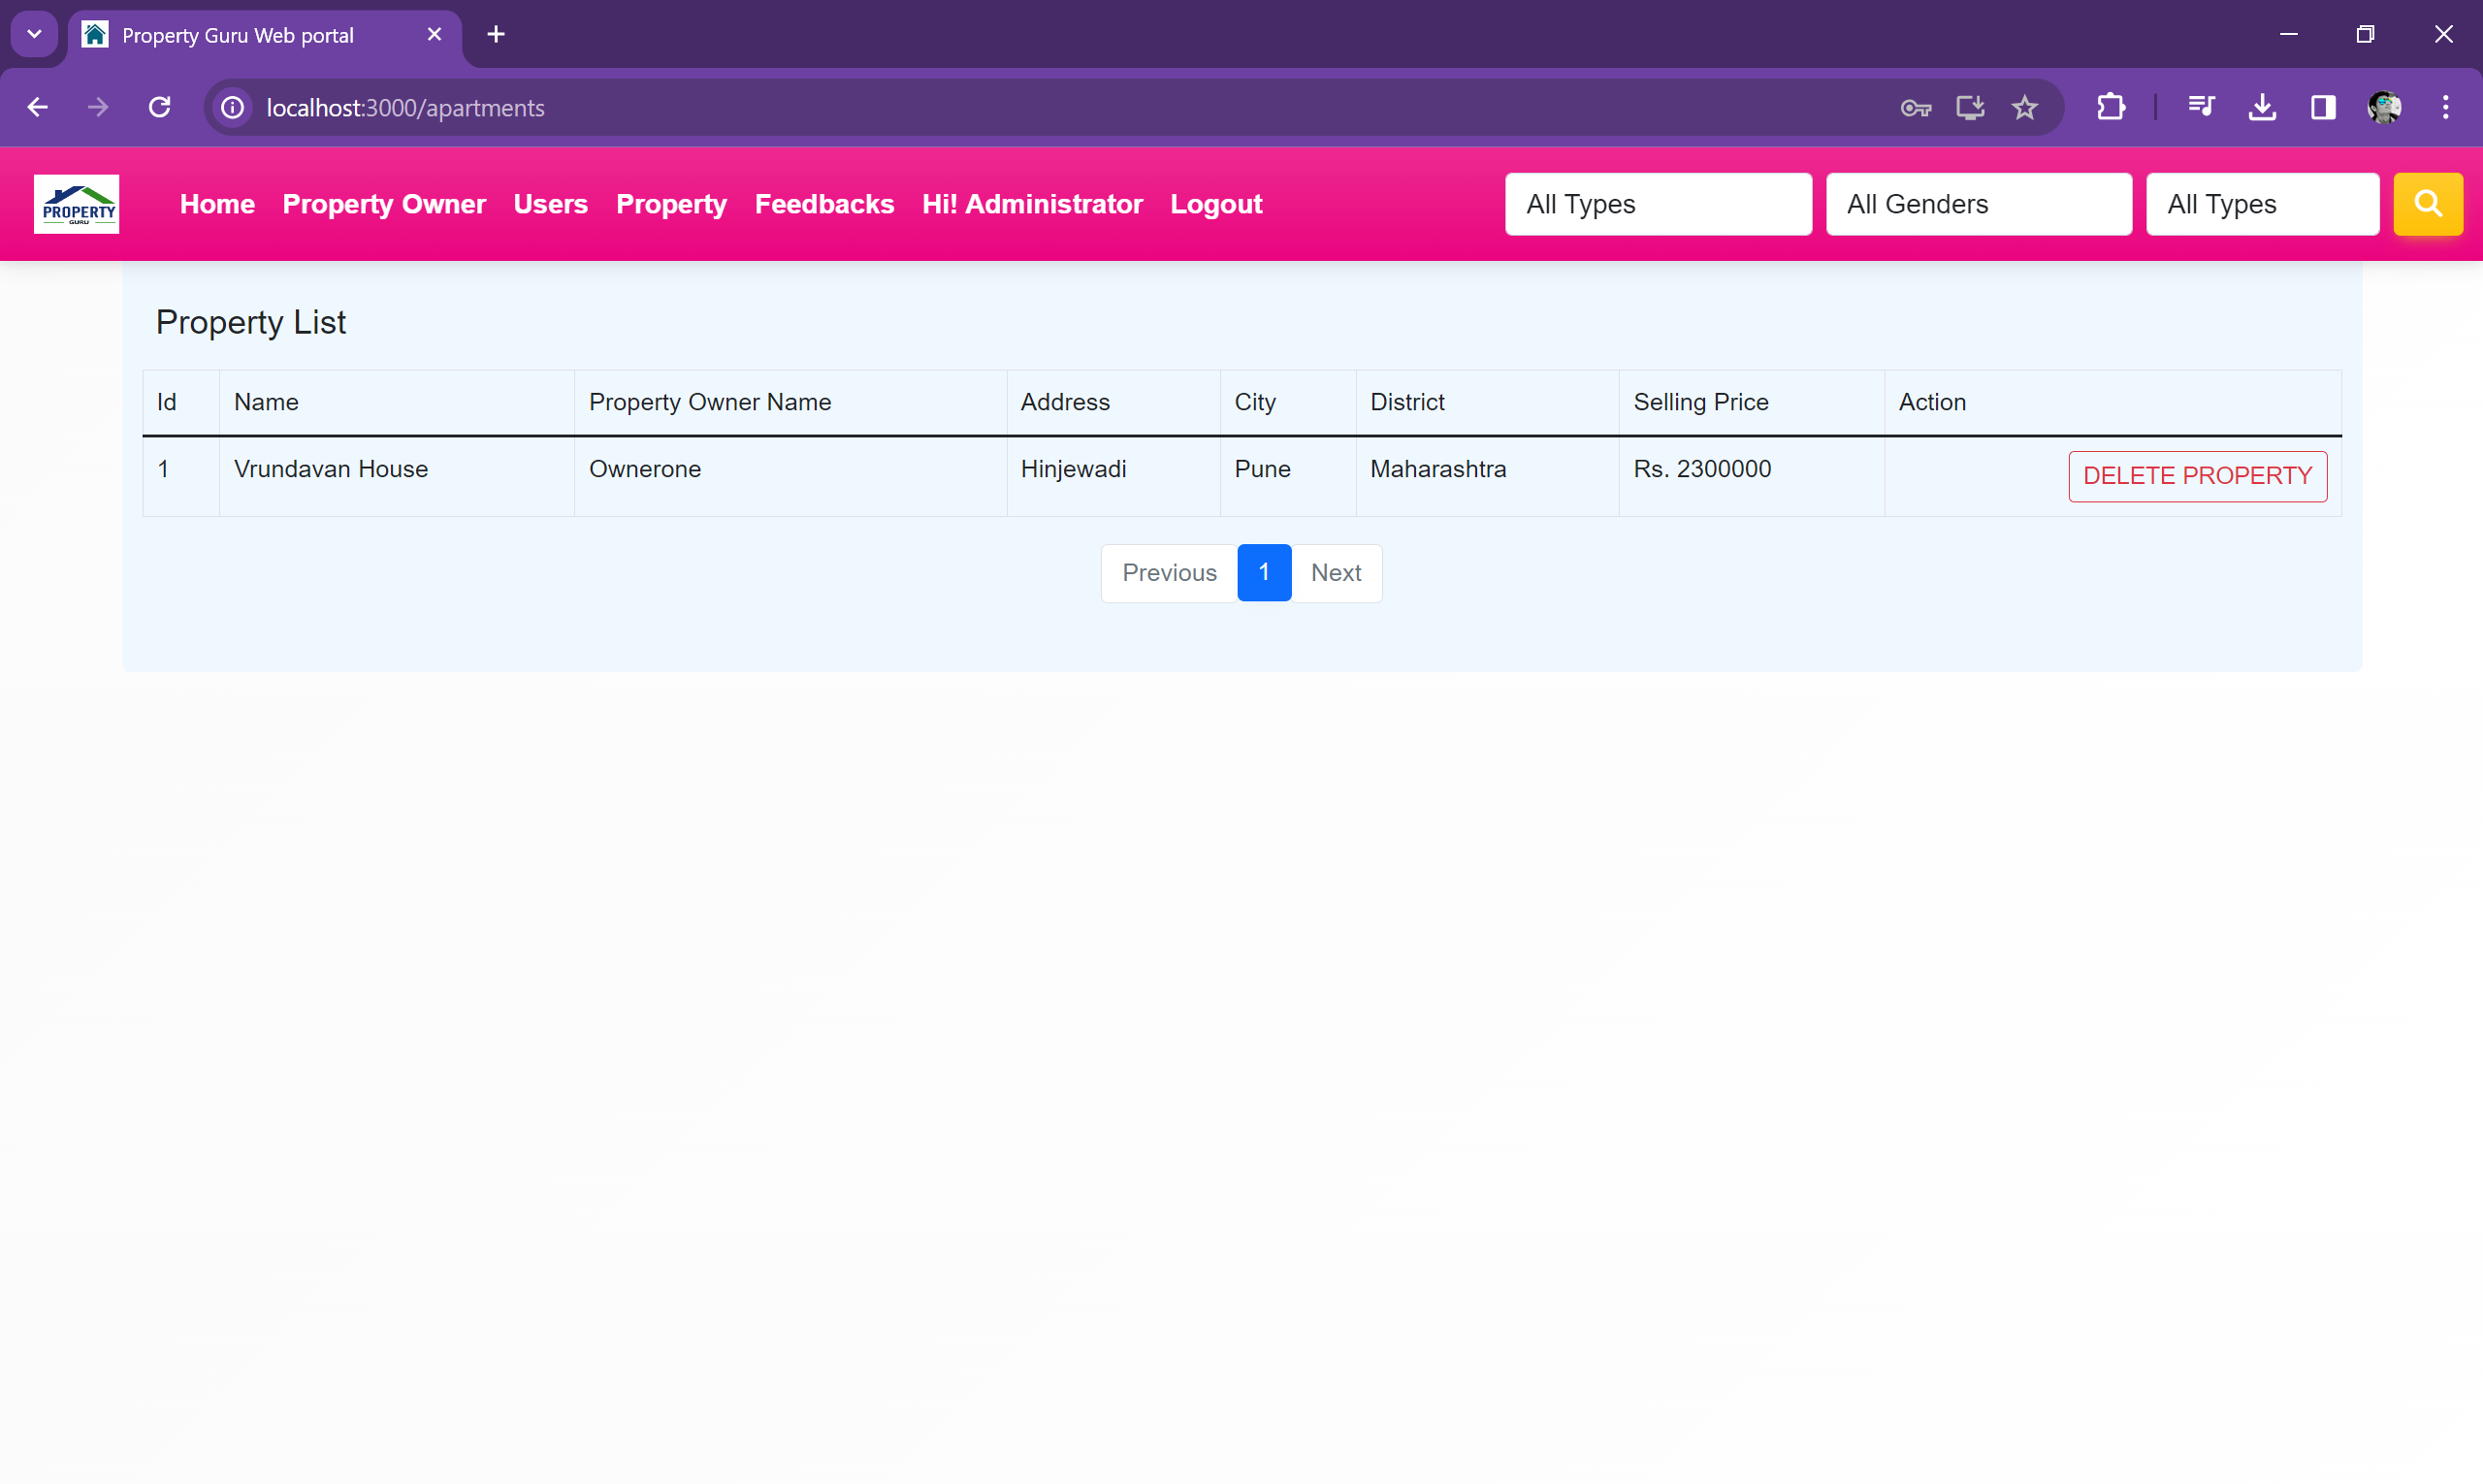 Property Guru Web portal
localhost:3000/apartments
PROPERTY
GURU
Home Property Owner Users Property Feedbacks Hi! Administrator Logout All Types All Genders All Types
Property List
Id Name Property Owner Name Address City District Selling Price Action
1 Vrundavan House Ownerone Hinjewadi Pune Maharashtra Rs. 2300000 DELETE PROPERTY
Previous 1 Next